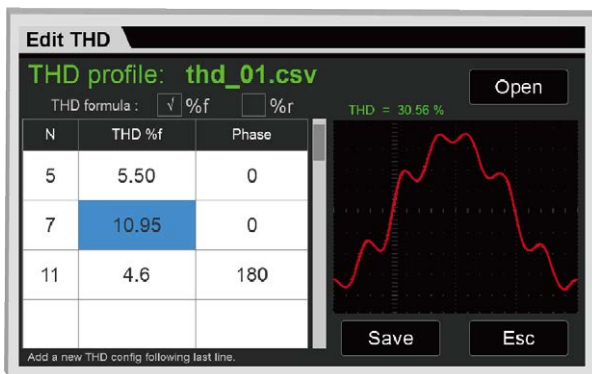 Edit THD
THD profile: thd_01.csv
Open
THD formula : √ %f %r
THD = 30.56 %
N THD %f Phase
5 5.50 0
7 10.95 0
11 4.6 180
Save Esc
Add a new THD config following last line.